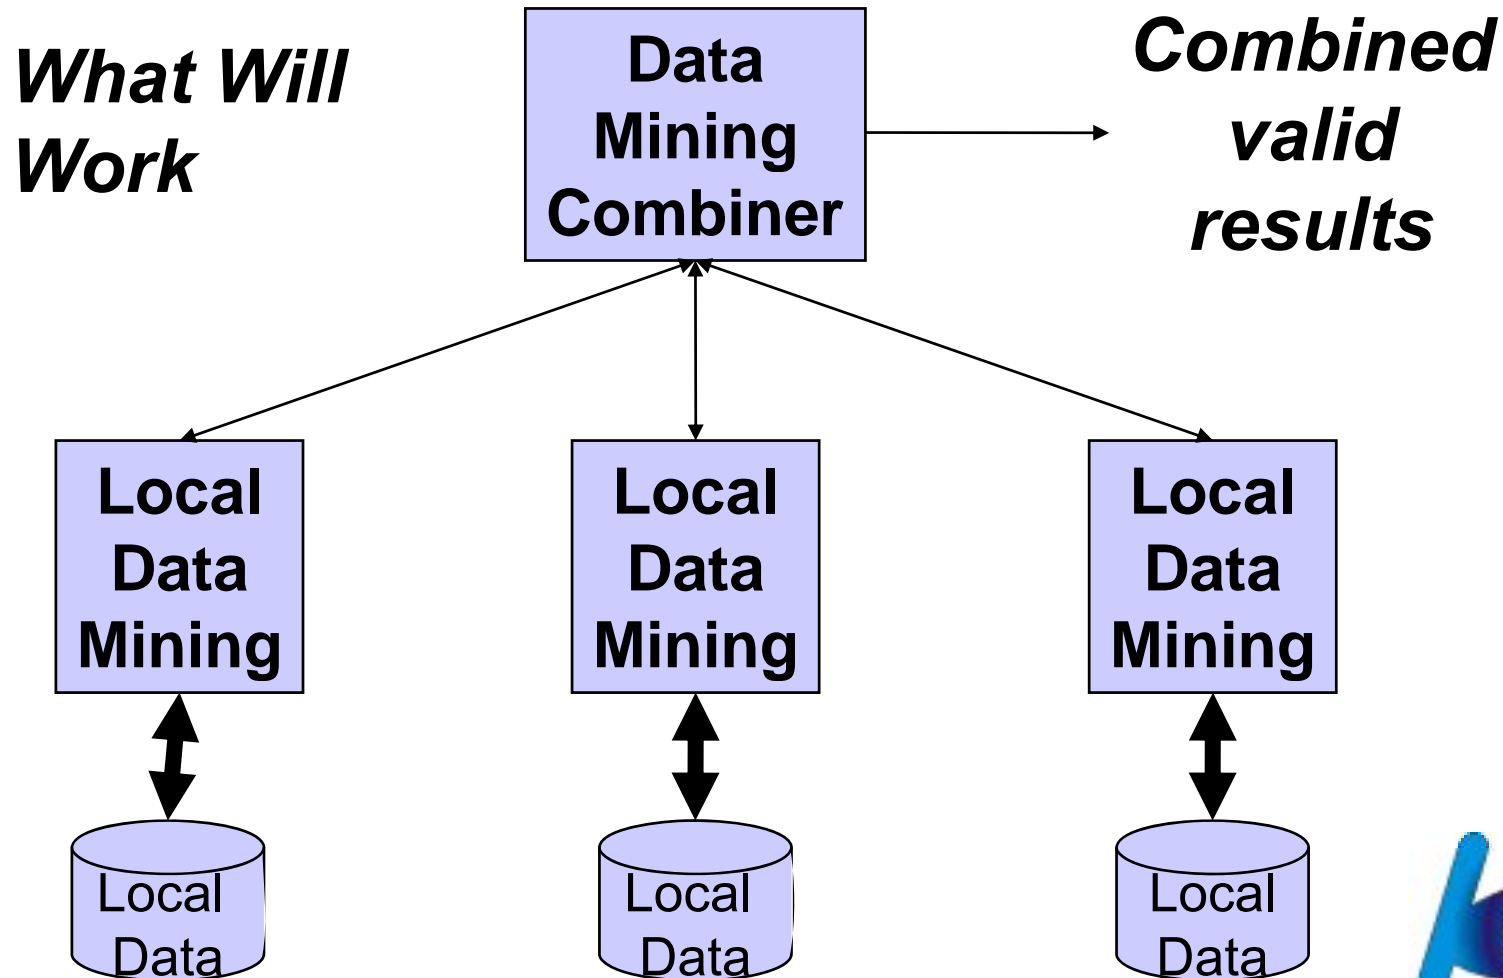 What Will
Work
Data
Mining
Combiner
Combined
valid
results
Local
Data
Mining
Local
Data
Mining
Local
Data
Mining
Local
Data
Local
Data
Local
Data